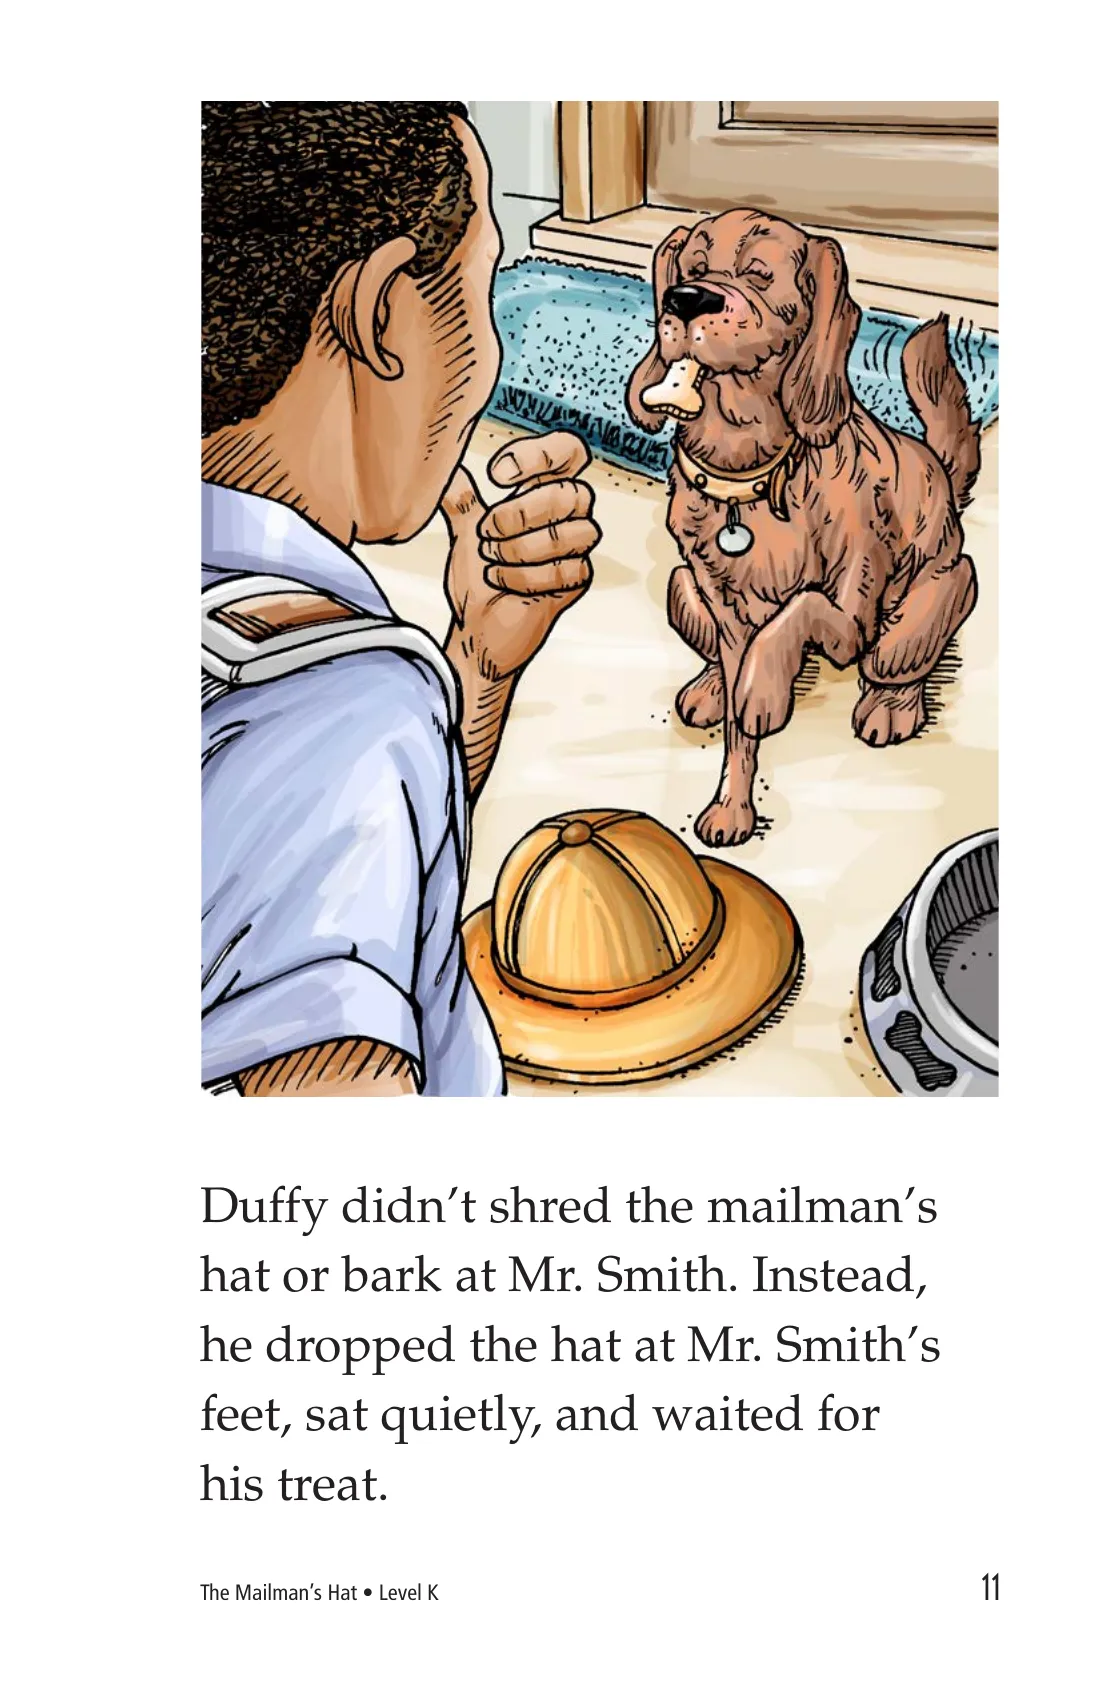 Duffy didn’t shred the mailman’s
hat or bark at Mr. Smith. Instead,
he dropped the hat at Mr. Smith’s
feet, sat quietly, and waited for
his treat.
The Mailman’s Hat • Level K
11